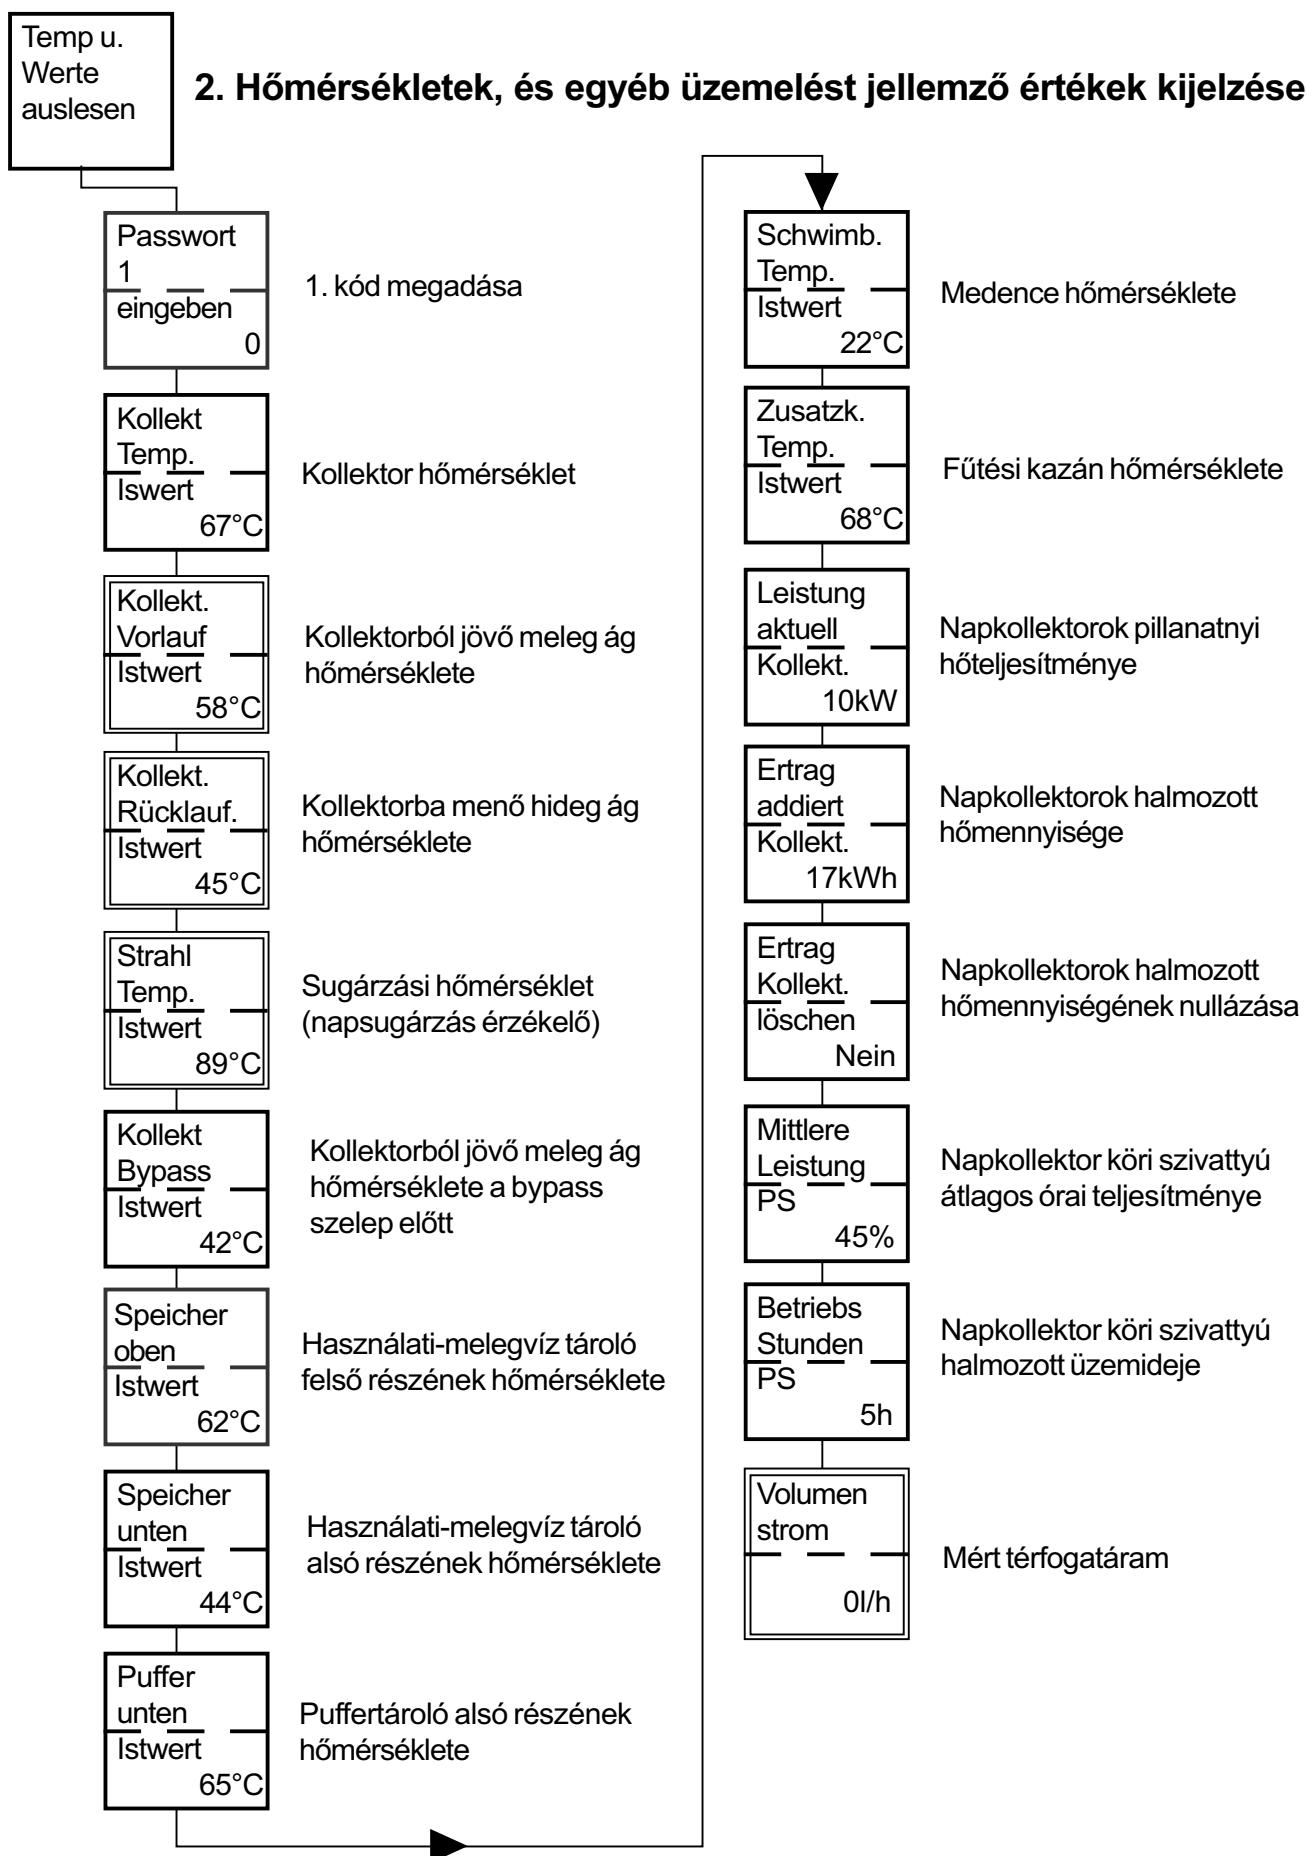 Temp u.
Werte
auslesen
2. Hőmérsékletek, és egyéb üzemelést jellemző értékek kijelzése
Passwort
1
eingeben
0
1. kód megadása
Kollekt
Temp.
Iswert
67°C
Kollektor hőmérséklet
Kollekt.
Vorlauf
Istwert
58°C
Kollektorból jövő meleg ág
hőmérséklete
Kollekt.
Rücklauf.
Istwert
45°C
Kollektorba menő hideg ág
hőmérséklete
Strahl
Temp.
Istwert
89°C
Sugárzási hőmérséklet
(napsugárzás érzékelő)
Kollekt
Bypass
Istwert
42°C
Kollektorból jövő meleg ág
hőmérséklete a bypass
szelep előtt
Speicher
oben
Istwert
62°C
Használati-melegvíz tároló
felső részének hőmérséklete
Speicher
unten
Istwert
44°C
Használati-melegvíz tároló
alsó részének hőmérséklete
Puffer
unten
Istwert
65°C
Puffertároló alsó részének
hőmérséklete
Schwimb.
Temp.
Istwert
22°C
Medence hőmérséklete
Zusatzk.
Temp.
Istwert
68°C
Fűtési kazán hőmérséklete
Leistung
aktuell
Kollekt.
10kW
Napkollektorok pillanatnyi
hőteljesítménye
Ertrag
addiert
Kollekt.
17kWh
Napkollektorok halmozott
hőmennyisége
Ertrag
Kollekt.
löschen
Nein
Napkollektorok halmozott
hőmennyiségének nullázása
Mittlere
Leistung
PS
45%
Napkollektor köri szivattyú
átlagos órai teljesítménye
Betriebs
Stunden
PS
5h
Napkollektor köri szivattyú
halmozott üzemideje
Volumen
strom
0l/h
Mért térfogatáram